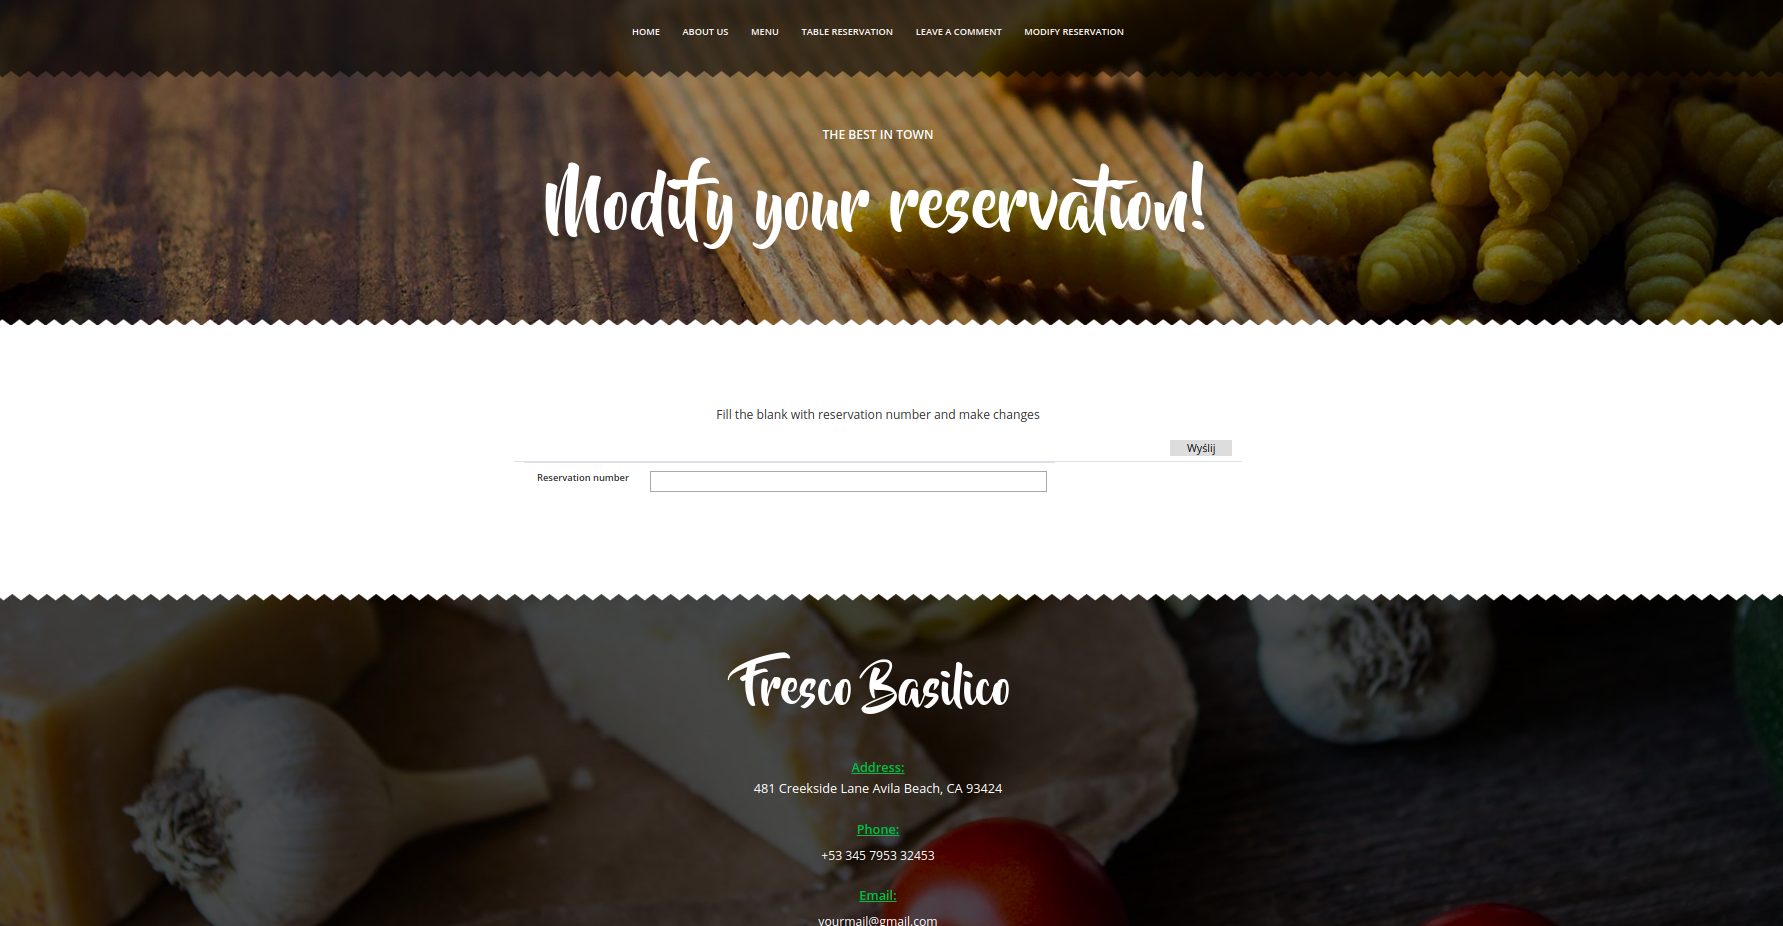 HOME ABOUT US MENU TABLE RESERVATION LEAVE A COMMENT MODIFY RESERVATION
THE BEST IN TOWN
Modify your reservation!
Fill the blank with reservation number and make changes
Wyślij
Reservation number
Fresco Basilico
Address:
481 Creekside Lane Avila Beach, CA 93424
Phone:
+53 345 7953 32453
Email:
yourmail@gmail.com